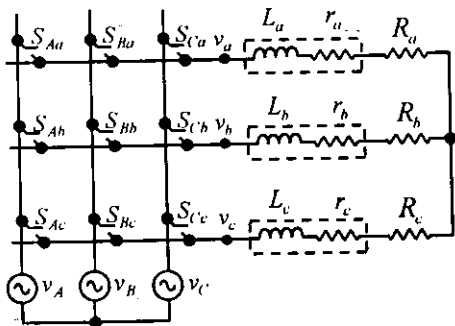 L_a r_a
S_Aa S_Ba S_Ca v_a R_a
L_b r_b
S_Ab S_Bb S_Cb v_b R_b
L_c r_c
S_Ac S_Bc S_Cc v_c R_c
v_A v_B v_C